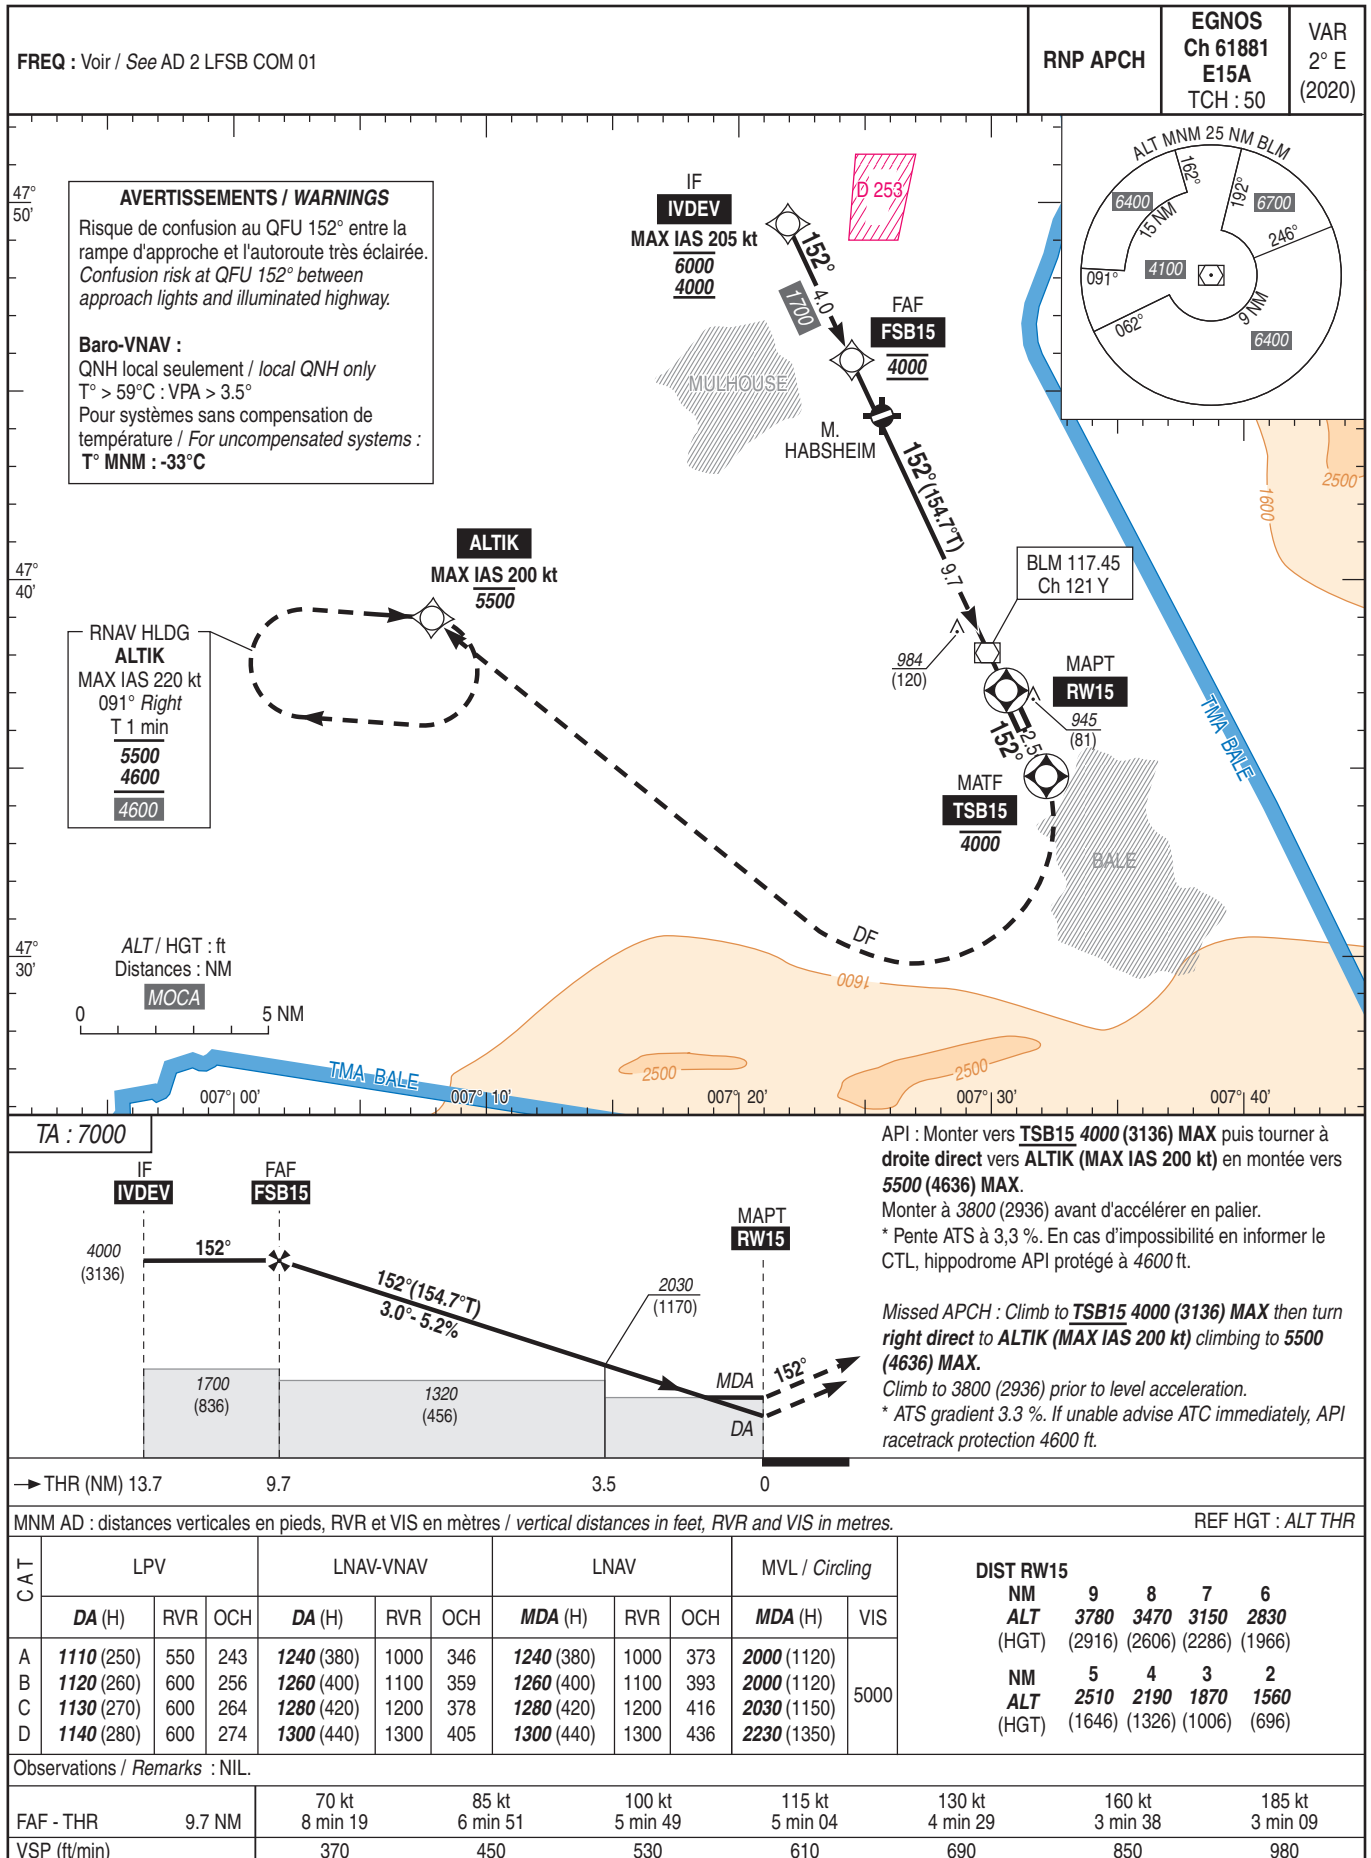 FREQ : Voir / See AD 2 LFSB COM 01
RNP APCH
EGNOS
Ch 61881
E15A
TCH : 50
VAR
2° E
(2020)
47°
50'
AVERTISSEMENTS / WARNINGS
Risque de confusion au QFU 152° entre la
rampe d'approche et l'autoroute très éclairée.
Confusion risk at QFU 152° between
approach lights and illuminated highway.
Baro-VNAV :
QNH local seulement / local QNH only
T° > 59°C : VPA > 3.5°
Pour systèmes sans compensation de
température / For uncompensated systems :
T° MNM : -33°C
IF
IVDEV
MAX IAS 205 kt
6000
4000
D 253
152°
4.0
1700
FAF
FSB15
4000
MULHOUSE
M.
HABSHEIM
ALT MNM 25 NM BLM
162°
192°
6400
6700
15 NM
246°
091°
4100
9 NM
062°
6400
2500
1600
152° (154.7°T)
9.7
47°
40'
ALTIK
MAX IAS 200 kt
5500
BLM 117.45
Ch 121 Y
RNAV HLDG
ALTIK
MAX IAS 220 kt
091° Right
T 1 min
5500
4600
4600
984
(120)
MAPT
RW15
945
(81)
152°
2.5
MATF
TSB15
4000
TMA BALE
BALE
DF
47°
30'
ALT / HGT : ft
Distances : NM
MOCA
0 5 NM
1600
2500
2500
TMA BALE
007° 00' 007° 10' 007° 20' 007° 30' 007° 40'
TA : 7000
IF
IVDEV
FAF
FSB15
MAPT
RW15
4000
(3136)
152°
152°(154.7°T)
3.0°- 5.2%
2030
(1170)
1700
(836)
1320
(456)
MDA
DA
152°
THR (NM) 13.7 9.7 3.5 0
API : Monter vers TSB15 4000 (3136) MAX puis tourner à
droite direct vers ALTIK (MAX IAS 200 kt) en montée vers
5500 (4636) MAX.
Monter à 3800 (2936) avant d'accélérer en palier.
* Pente ATS à 3,3 %. En cas d'impossibilité en informer le
CTL, hippodrome API protégé à 4600 ft.
Missed APCH : Climb to TSB15 4000 (3136) MAX then turn
right direct to ALTIK (MAX IAS 200 kt) climbing to 5500
(4636) MAX.
Climb to 3800 (2936) prior to level acceleration.
* ATS gradient 3.3 %. If unable advise ATC immediately, API
racetrack protection 4600 ft.
MNM AD : distances verticales en pieds, RVR et VIS en mètres / vertical distances in feet, RVR and VIS in metres. REF HGT : ALT THR
CAT LPV LNAV-VNAV LNAV MVL / Circling
DA (H) RVR OCH DA (H) RVR OCH MDA (H) RVR OCH MDA (H) VIS
A 1110 (250) 550 243 1240 (380) 1000 346 1240 (380) 1000 373 2000 (1120)
B 1120 (260) 600 256 1260 (400) 1100 359 1260 (400) 1100 393 2000 (1120)
5000
C 1130 (270) 600 264 1280 (420) 1200 378 1280 (420) 1200 416 2030 (1150)
D 1140 (280) 600 274 1300 (440) 1300 405 1300 (440) 1300 436 2230 (1350)
DIST RW15
NM 9 8 7 6
ALT 3780 3470 3150 2830
(HGT) (2916) (2606) (2286) (1966)
NM 5 4 3 2
ALT 2510 2190 1870 1560
(HGT) (1646) (1326) (1006) (696)
Observations / Remarks : NIL.
70 kt 85 kt 100 kt 115 kt 130 kt 160 kt 185 kt
FAF - THR 9.7 NM 8 min 19 6 min 51 5 min 49 5 min 04 4 min 29 3 min 38 3 min 09
VSP (ft/min) 370 450 530 610 690 850 980